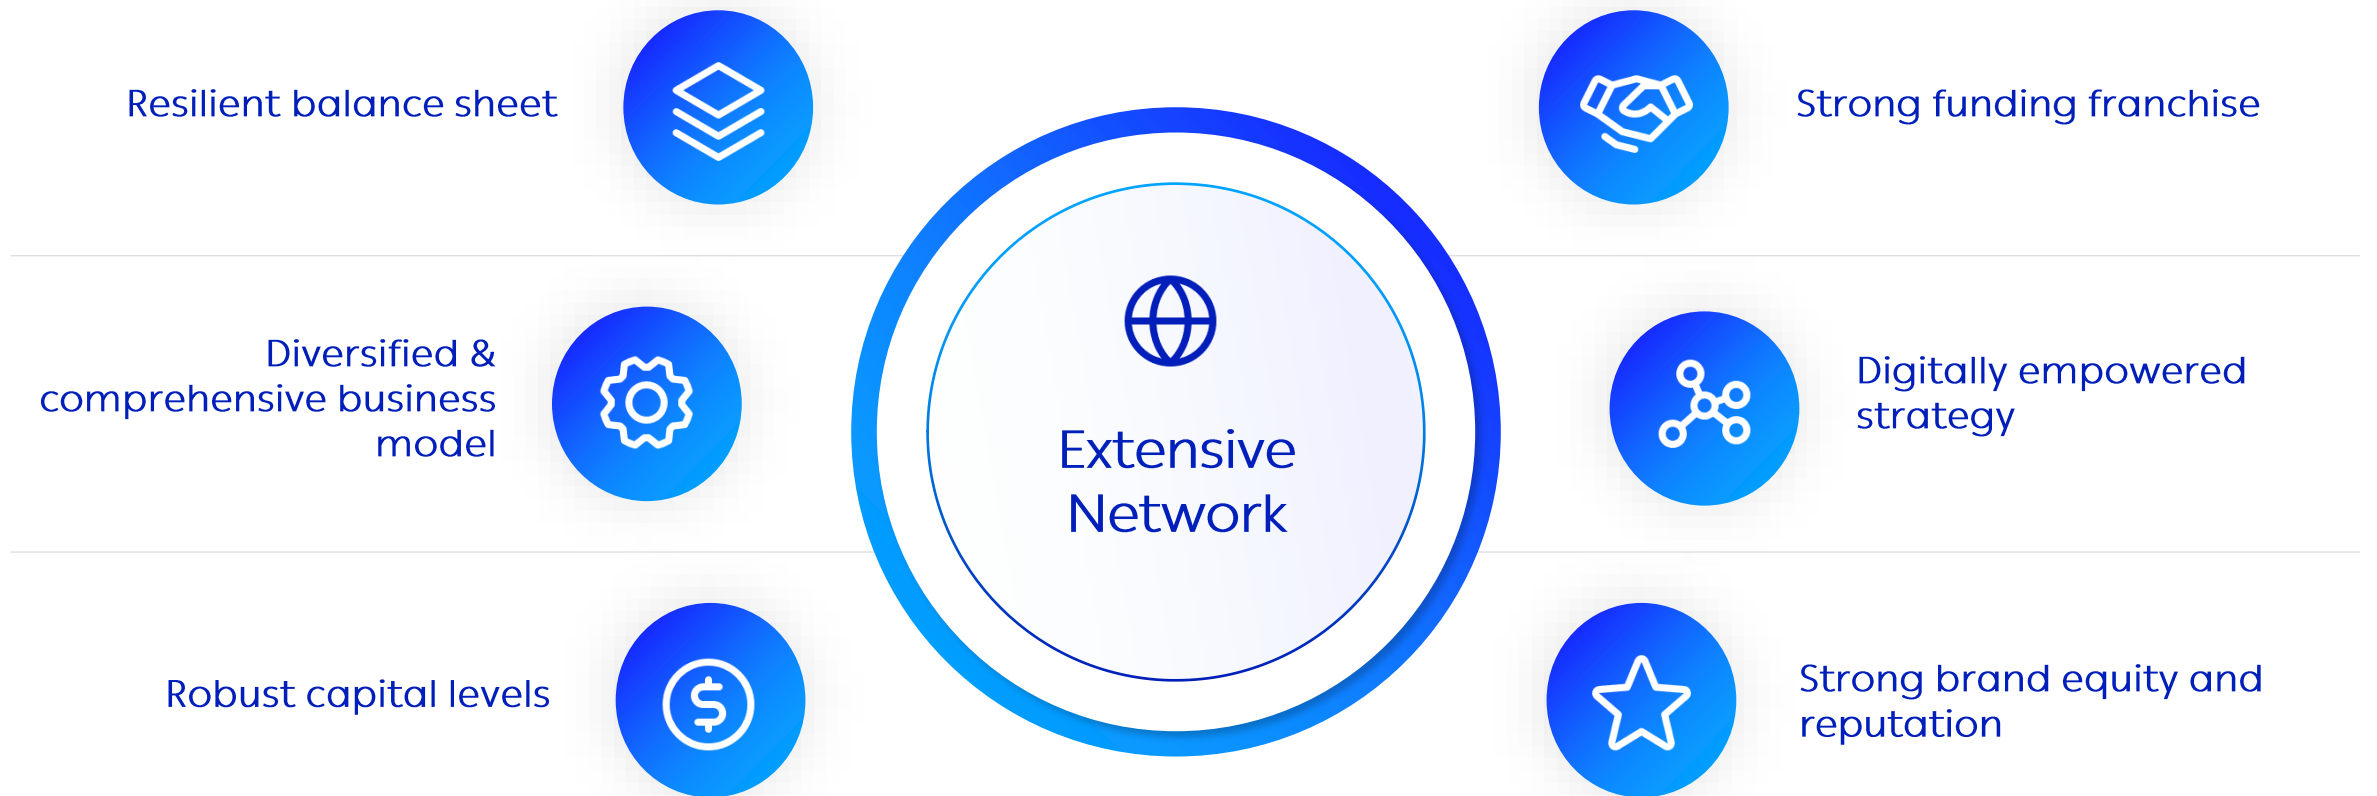 Resilient balance sheet
Diversified &
comprehensive business
model
Robust capital levels
Extensive
Network
Strong funding franchise
Digitally empowered
strategy
Strong brand equity and
reputation